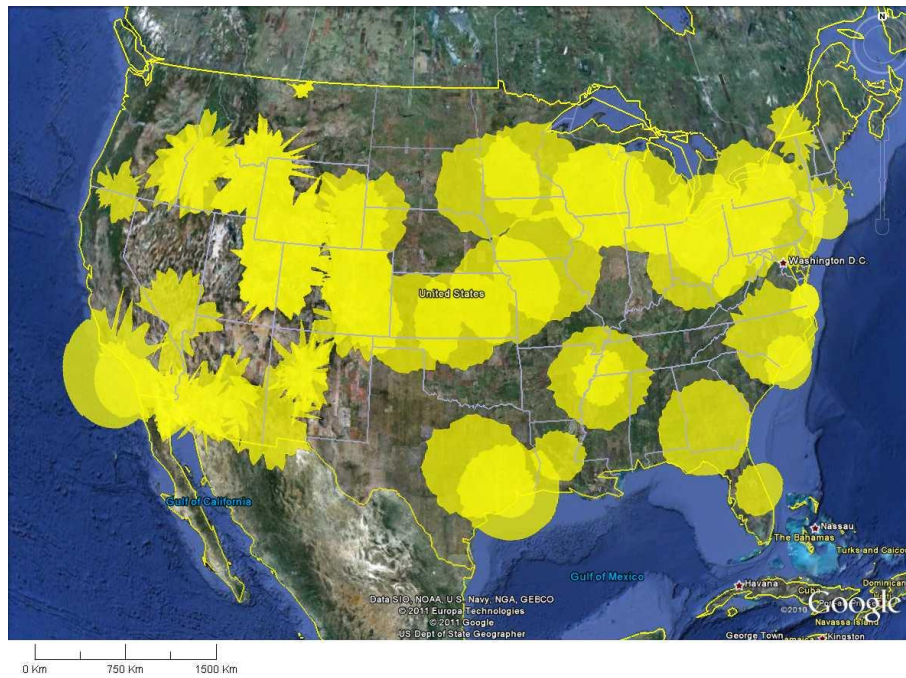 N
Washington D.C.
United States
Gulf of California
Nassau
The Bahamas
Turks and Caico
Gulf of Mexico
Havana
Cuba
Dominican
Data SIO, NOAA, U.S. Navy, NGA, GEBCO
© 2011 Europa Technologies
© 2011 Google
US Dept of State Geographer
©2010 Google
Navassa Island
George Town
Kingston
0 Km 750 Km 1500 Km